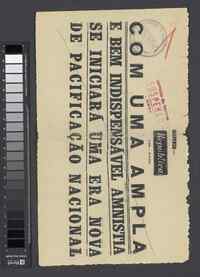 República
COM UMA AMPLA
E BEM INDISPENSÁVEL AMNISTIA
SE INICIARÁ UMA ERA NOVA
DE PACIFICAÇÃO NACIONAL